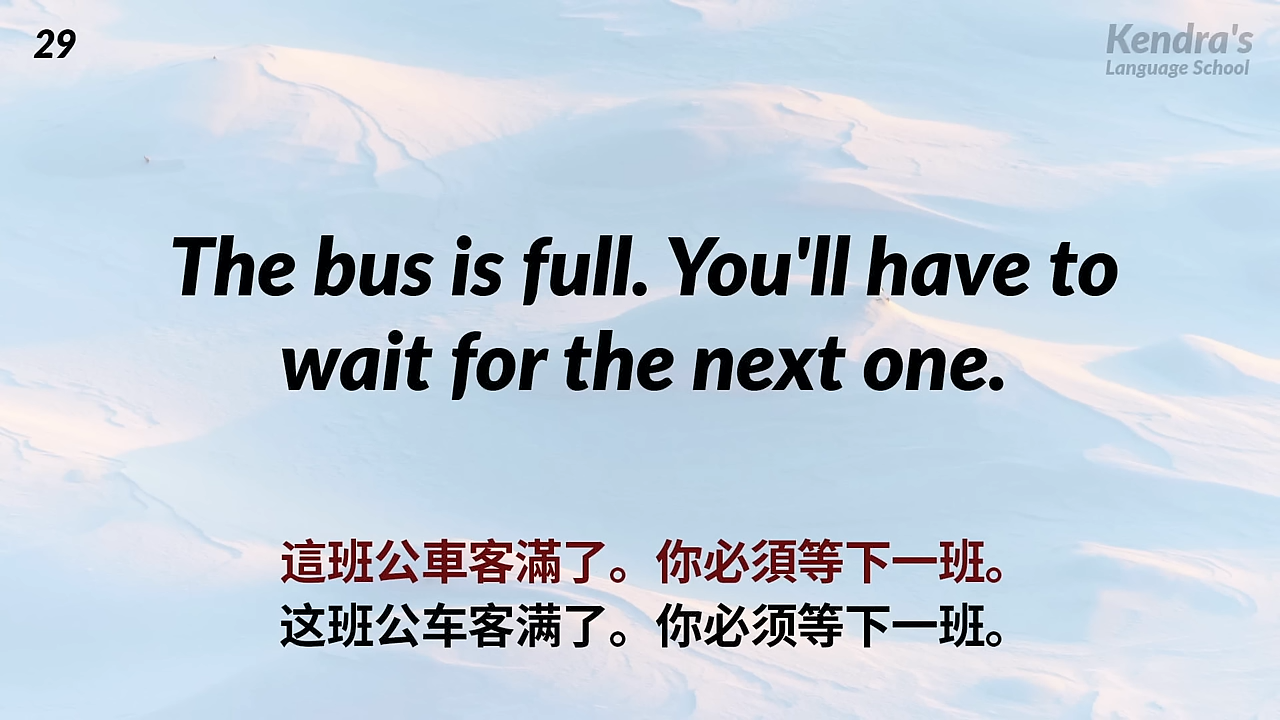 29
Kendra's
Language School
The bus is full. You'll have to
wait for the next one.
這班公車客滿了。你必須等下一班。
这班公车客满了。你必须等下一班。